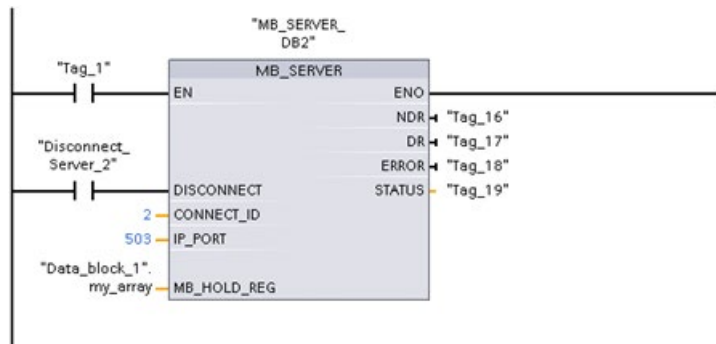 "MB_SERVER_
DB2"
"Tag_1"
MB_SERVER
EN
ENO
NDR
"Tag_16"
DR
"Tag_17"
"Disconnect_
Server_2"
ERROR
"Tag_18"
DISCONNECT
STATUS
"Tag_19"
2
CONNECT_ID
503
IP_PORT
"Data_block_1".
my_array
MB_HOLD_REG